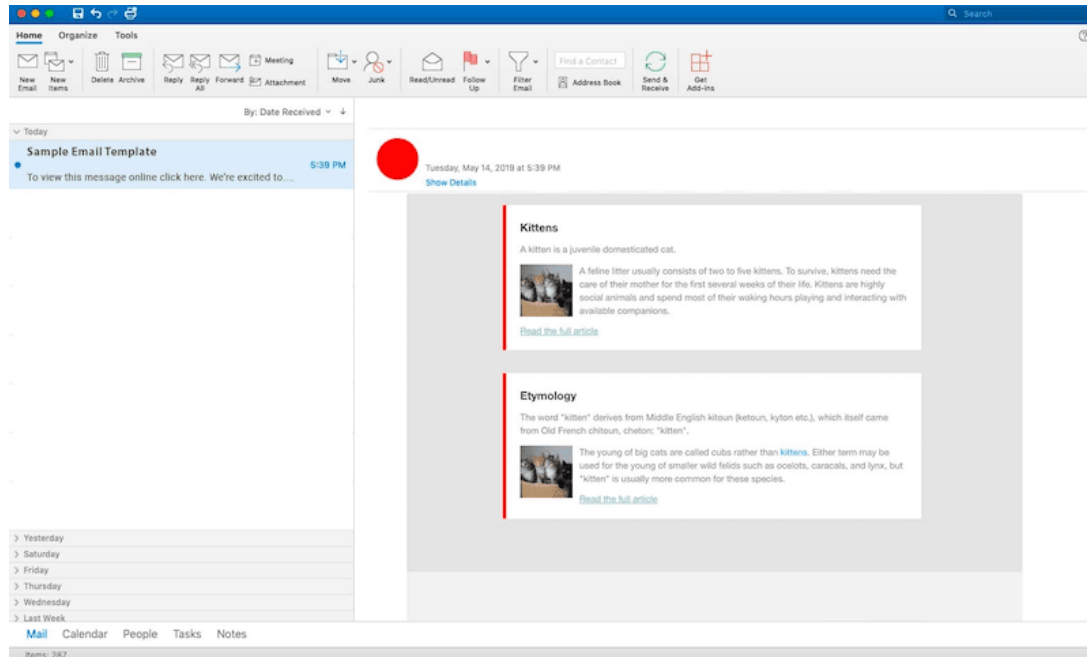 Search
Home Organize Tools
New Email
New Items
Delete
Archive
Reply
Reply All
Forward
Meeting
Attachment
Move
Junk
Read/Unread
Follow Up
Filter Email
Find a Contact
Address Book
Send & Receive
Get Add-ins
By: Date Received
Today
Sample Email Template
5:39 PM
To view this message online click here. We're excited to....
Yesterday
Saturday
Friday
Thursday
Wednesday
Last Week
Tuesday, May 14, 2019 at 5:39 PM
Show Details
Kittens
A kitten is a juvenile domesticated cat.
A feline litter usually consists of two to five kittens. To survive, kittens need the
care of their mother for the first several weeks of their life. Kittens are highly
social animals and spend most of their waking hours playing and interacting with
available companions.
Read the full article
Etymology
The word "kitten" derives from Middle English kitoun (ketoun, kyton etc.), which itself came
from Old French chitoun, cheton: "kitten".
The young of big cats are called cubs rather than kittens. Either term may be
used for the young of smaller wild felids such as ocelots, caracals, and lynx, but
"kitten" is usually more common for these species.
Read the full article
Mail Calendar People Tasks Notes
Items: 287